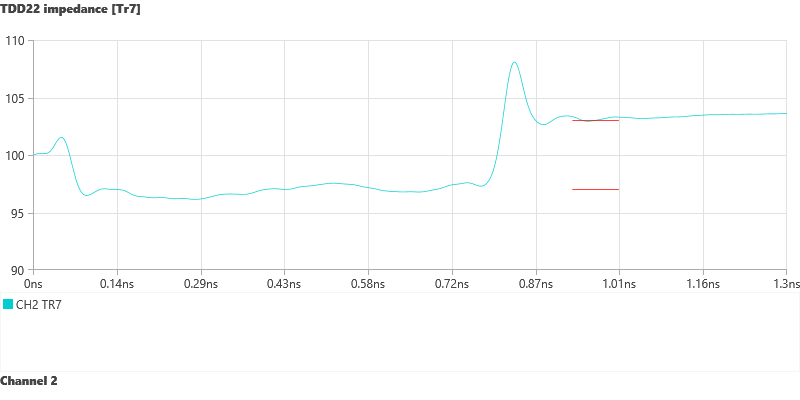 TDD22 impedance [Tr7]
110
105
100
95
90
0ns 0.14ns 0.29ns 0.43ns 0.58ns 0.72ns 0.87ns 1.01ns 1.16ns 1.3ns
CH2 TR7
Channel 2